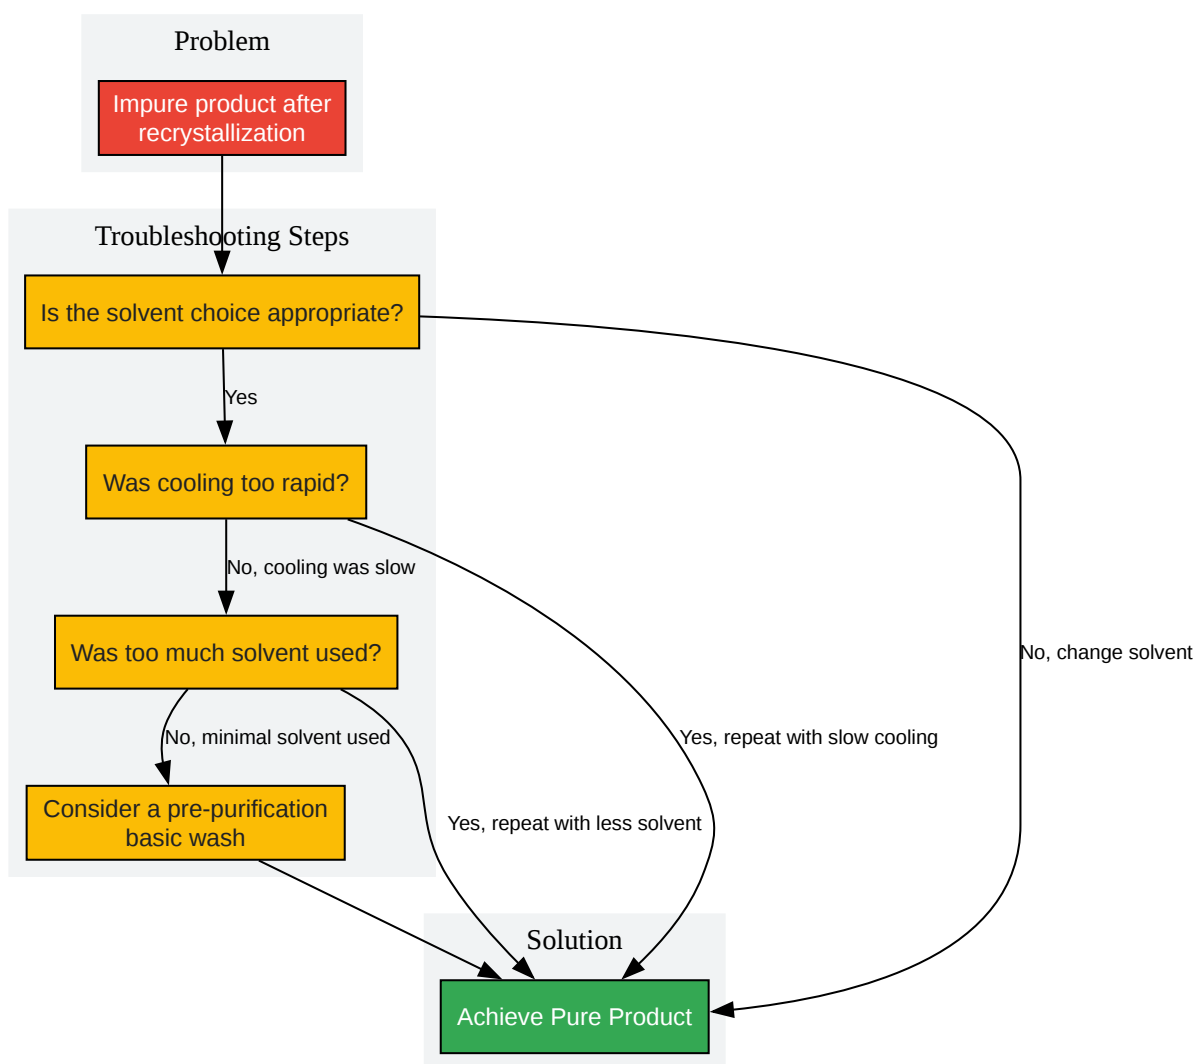 Problem
Impure product after
recrystallization
Troubleshooting Steps
Is the solvent choice appropriate?
Yes
Was cooling too rapid?
No, cooling was slow
Was too much solvent used?
No, change solvent
No, minimal solvent used
Yes, repeat with slow cooling
Consider a pre-purification
basic wash
Yes, repeat with less solvent
Solution
Achieve Pure Product